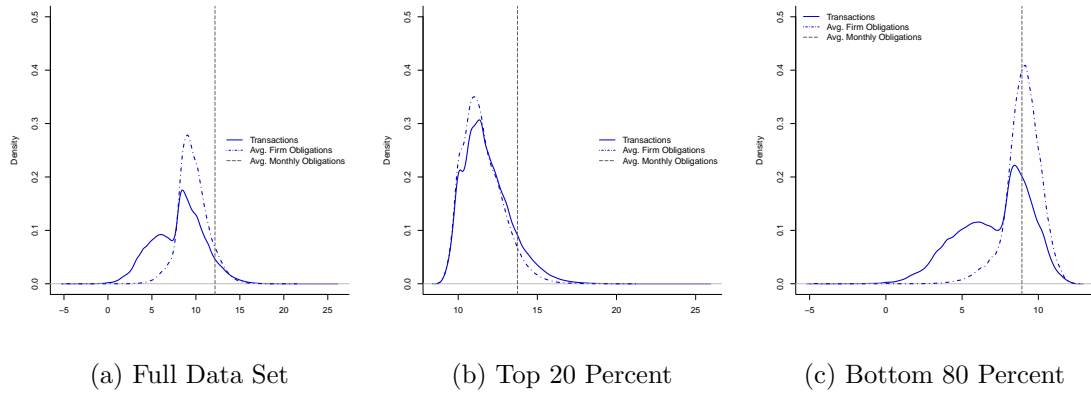 0.5
0.4
0.3
0.2
0.1
0.0
Density
Transactions
Avg. Firm Obligations
Avg. Monthly Obligations
−5 0 5 10 15 20 25
(a) Full Data Set
0.5
0.4
0.3
0.2
0.1
0.0
Density
Transactions
Avg. Firm Obligations
Avg. Monthly Obligations
10 15 20 25
(b) Top 20 Percent
0.5
0.4
0.3
0.2
0.1
0.0
Density
Transactions
Avg. Firm Obligations
Avg. Monthly Obligations
−5 0 5 10
(c) Bottom 80 Percent